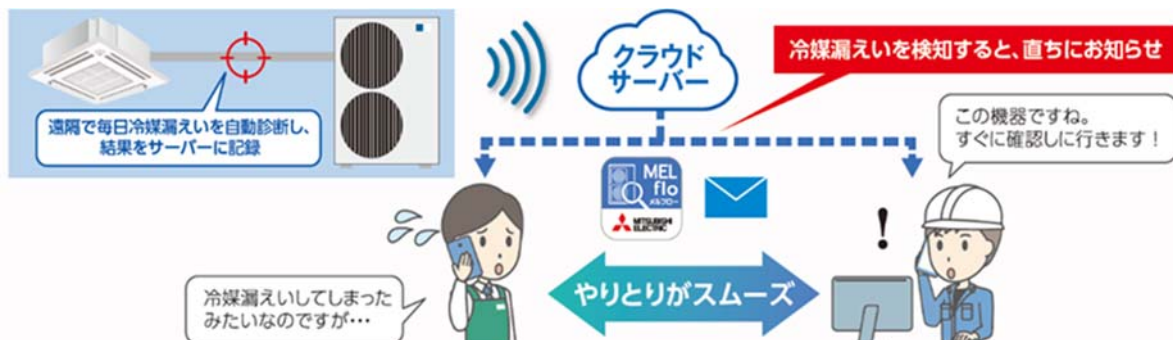 クラウド
サーバー
冷媒漏えいを検知すると、直ちにお知らせ
遠隔で毎日冷媒漏えいを自動診断し、
結果をサーバーに記録
この機器ですね。
すぐに確認しに行きます！
MEL
flo
メルフロー
MITSUBISHI
ELECTRIC
!
やりとりがスムーズ
冷媒漏えいしてしまった
みたいなのですが…